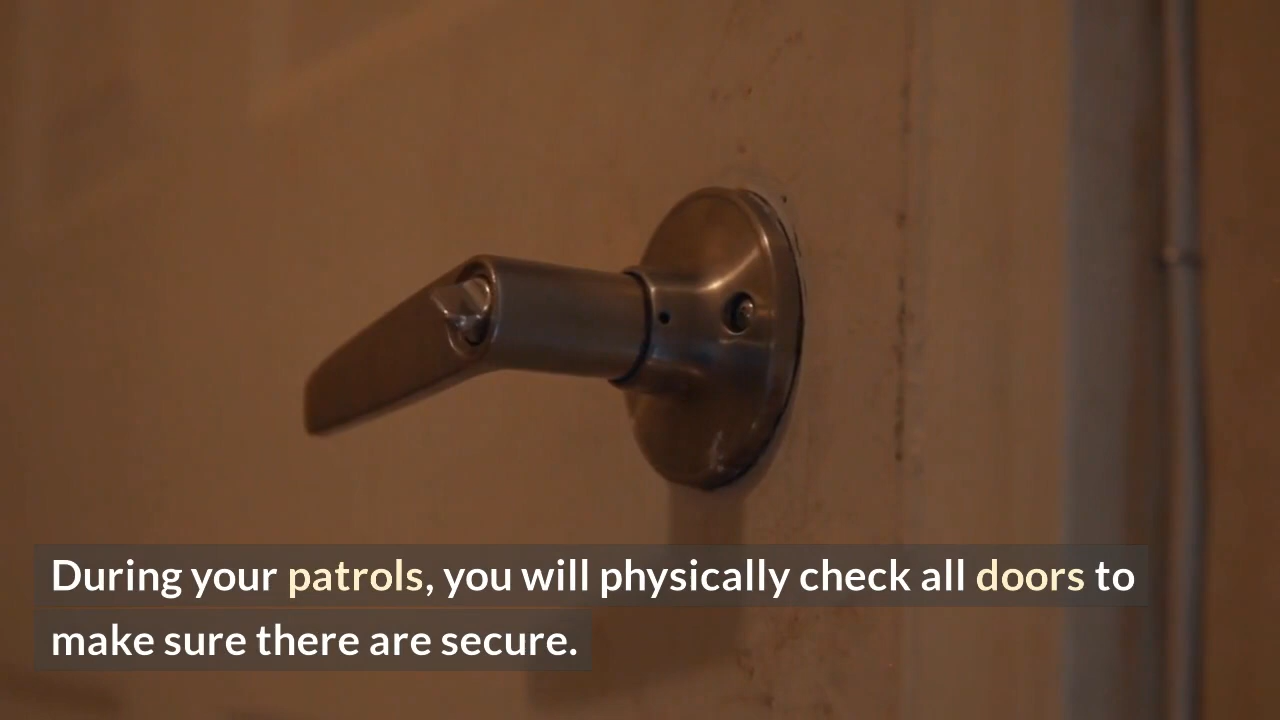 During your patrols, you will physically check all doors to
make sure there are secure.